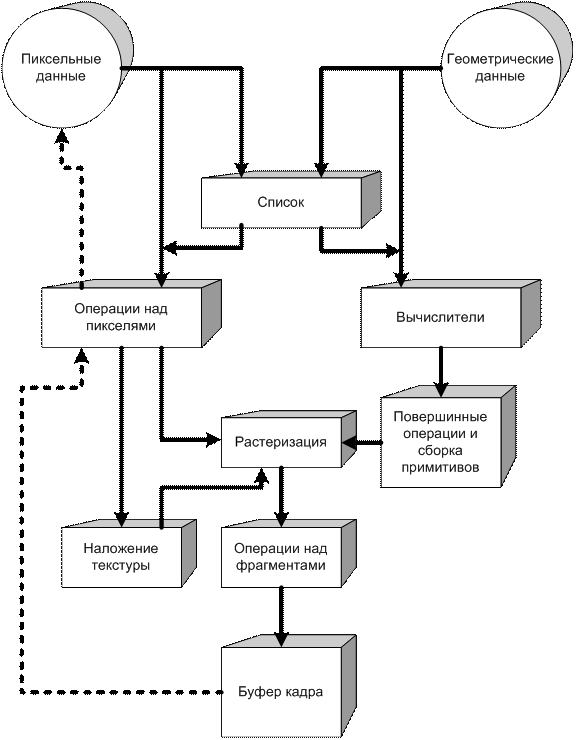 Пиксельные
данные
Геометрические
данные
Список
Операции над
пикселями
Вычислители
Повершинные
операции и
сборка
примитивов
Растеризация
Наложение
текстуры
Операции над
фрагментами
Буфер кадра